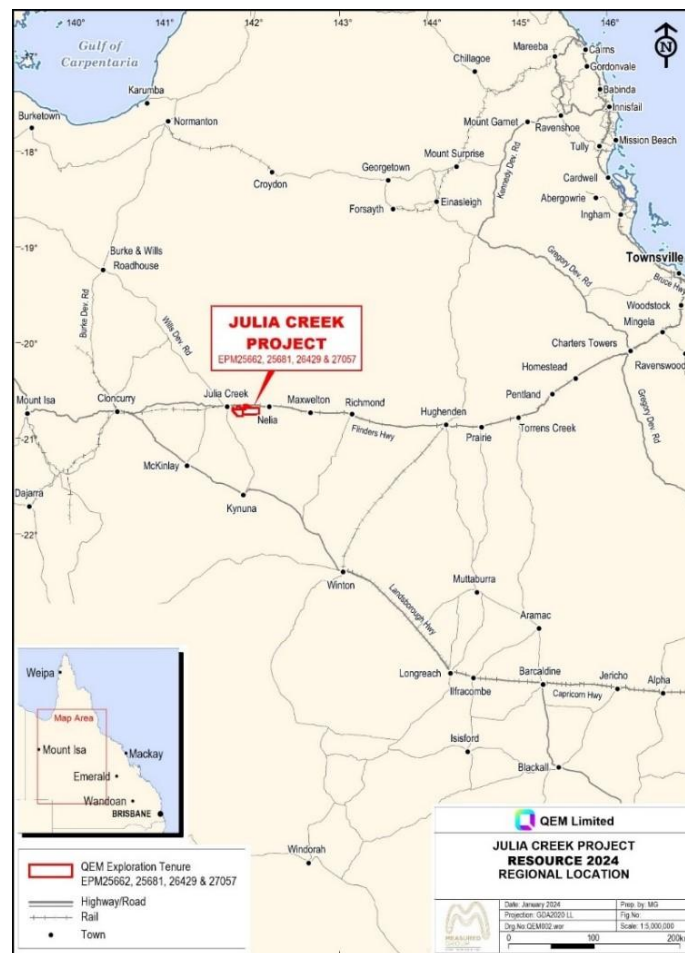 140° 141° 142° 143° 144° 145° 146°
Gulf of
Carpentaria
N
-17°
Mareeba
Cairns
Gordonvale
Chillagoe
Karumba
Babinda
Burketown
Normanton
Innisfail
Mount Garnet
Ravenshoe
-18°
Mission Beach
Tully
Mount Surprise
Georgetown
Croydon
Cardwell
Kennedy Dev. Rd
Forsayth
Einasleigh
Abergowrie
Ingham
-19°
Burke & Wills
Roadhouse
Gregory Dev. Rd
Townsville
Bruce Hwy
Burke Dev. Rd
Wills Dev. Rd
Woodstock
JULIA CREEK
PROJECT
EPM25662, 25681, 26429 & 27057
Mingela
-20°
Charters Towers
Ravenswood
Homestead
Pentland
Mount Isa
Cloncurry
Julia Creek
Nelia
Maxwelton
Richmond
Flinders Hwy
Hughenden
Prairie
Torrens Creek
Gregory Dev. Rd
-21°
McKinlay
Dajarra
Kynuna
-22°
Winton
Muttaburra
Landsborough Hwy
Aramac
Longreach
Ilfracombe
Barcaldine
Jericho
Alpha
Capricorn Hwy
Isisford
Blackall
Windorah
Weipa
Map Area
Mount Isa
Mackay
Emerald
Wandoan
BRISBANE
QEM Exploration Tenure
EPM25662, 25681, 26429 & 27057
Highway/Road
Rail
Town
QEM Limited
JULIA CREEK PROJECT
RESOURCE 2024
REGIONAL LOCATION
MEASURED
GROUP
Date: January 2024 Prep. by: MG
Projection: GDA2020 LL Fig.No:
Drg.No:QEM002.wor Scale: 1:5,000,000
0 100 200km